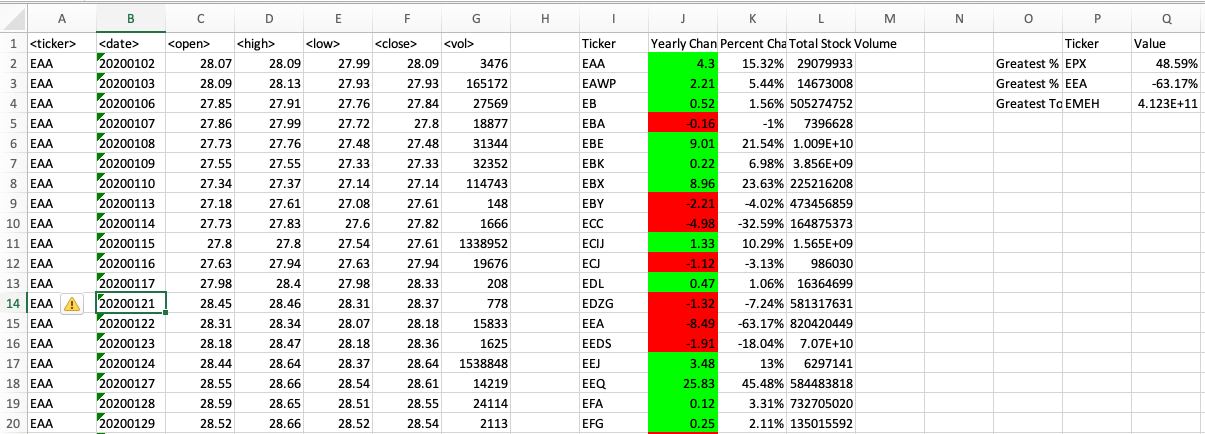 A B C D E F G H I J K L M N O P Q
1 <ticker> <date> <open> <high> <low> <close> <vol> Ticker Yearly Chan Percent Cha Total Stock Volume Ticker Value
2 EAA 20200102 28.07 28.09 27.99 28.09 3476 EAA 4.3 15.32% 29079933 Greatest % EPX 48.59%
3 EAA 20200103 28.09 28.13 27.93 27.93 165172 EAWP 2.21 5.44% 14673008 Greatest % EEA -63.17%
4 EAA 20200106 27.85 27.91 27.76 27.84 27569 EB 0.52 1.56% 505274752 Greatest To EMEH 4.123E+11
5 EAA 20200107 27.86 27.99 27.72 27.8 18877 EBA -0.16 -1% 7396628
6 EAA 20200108 27.73 27.76 27.48 27.48 31344 EBE 9.01 21.54% 1.009E+10
7 EAA 20200109 27.55 27.55 27.33 27.33 32352 EBK 0.22 6.98% 3.856E+09
8 EAA 20200110 27.34 27.37 27.14 27.14 114743 EBX 8.96 23.63% 225216208
9 EAA 20200113 27.18 27.61 27.08 27.61 148 EBY -2.21 -4.02% 473456859
10 EAA 20200114 27.73 27.83 27.6 27.82 1666 ECC -4.98 -32.59% 164875373
11 EAA 20200115 27.8 27.8 27.54 27.61 1338952 ECIJ 1.33 10.29% 1.565E+09
12 EAA 20200116 27.63 27.94 27.63 27.94 19676 ECJ -1.12 -3.13% 986030
13 EAA 20200117 27.98 28.4 27.98 28.33 208 EDL 0.47 1.06% 16364699
14 EAA 20200121 28.45 28.46 28.31 28.37 778 EDZG -1.32 -7.24% 581317631
15 EAA 20200122 28.31 28.34 28.07 28.18 15833 EEA -8.49 -63.17% 820420449
16 EAA 20200123 28.18 28.47 28.18 28.36 1625 EEDS -1.91 -18.04% 7.07E+10
17 EAA 20200124 28.44 28.64 28.37 28.64 1538848 EEJ 3.48 13% 6297141
18 EAA 20200127 28.55 28.66 28.54 28.61 14219 EEQ 25.83 45.48% 584483818
19 EAA 20200128 28.59 28.65 28.51 28.55 24114 EFA 0.12 3.31% 732705020
20 EAA 20200129 28.52 28.66 28.52 28.54 2113 EFG 0.25 2.11% 135015592